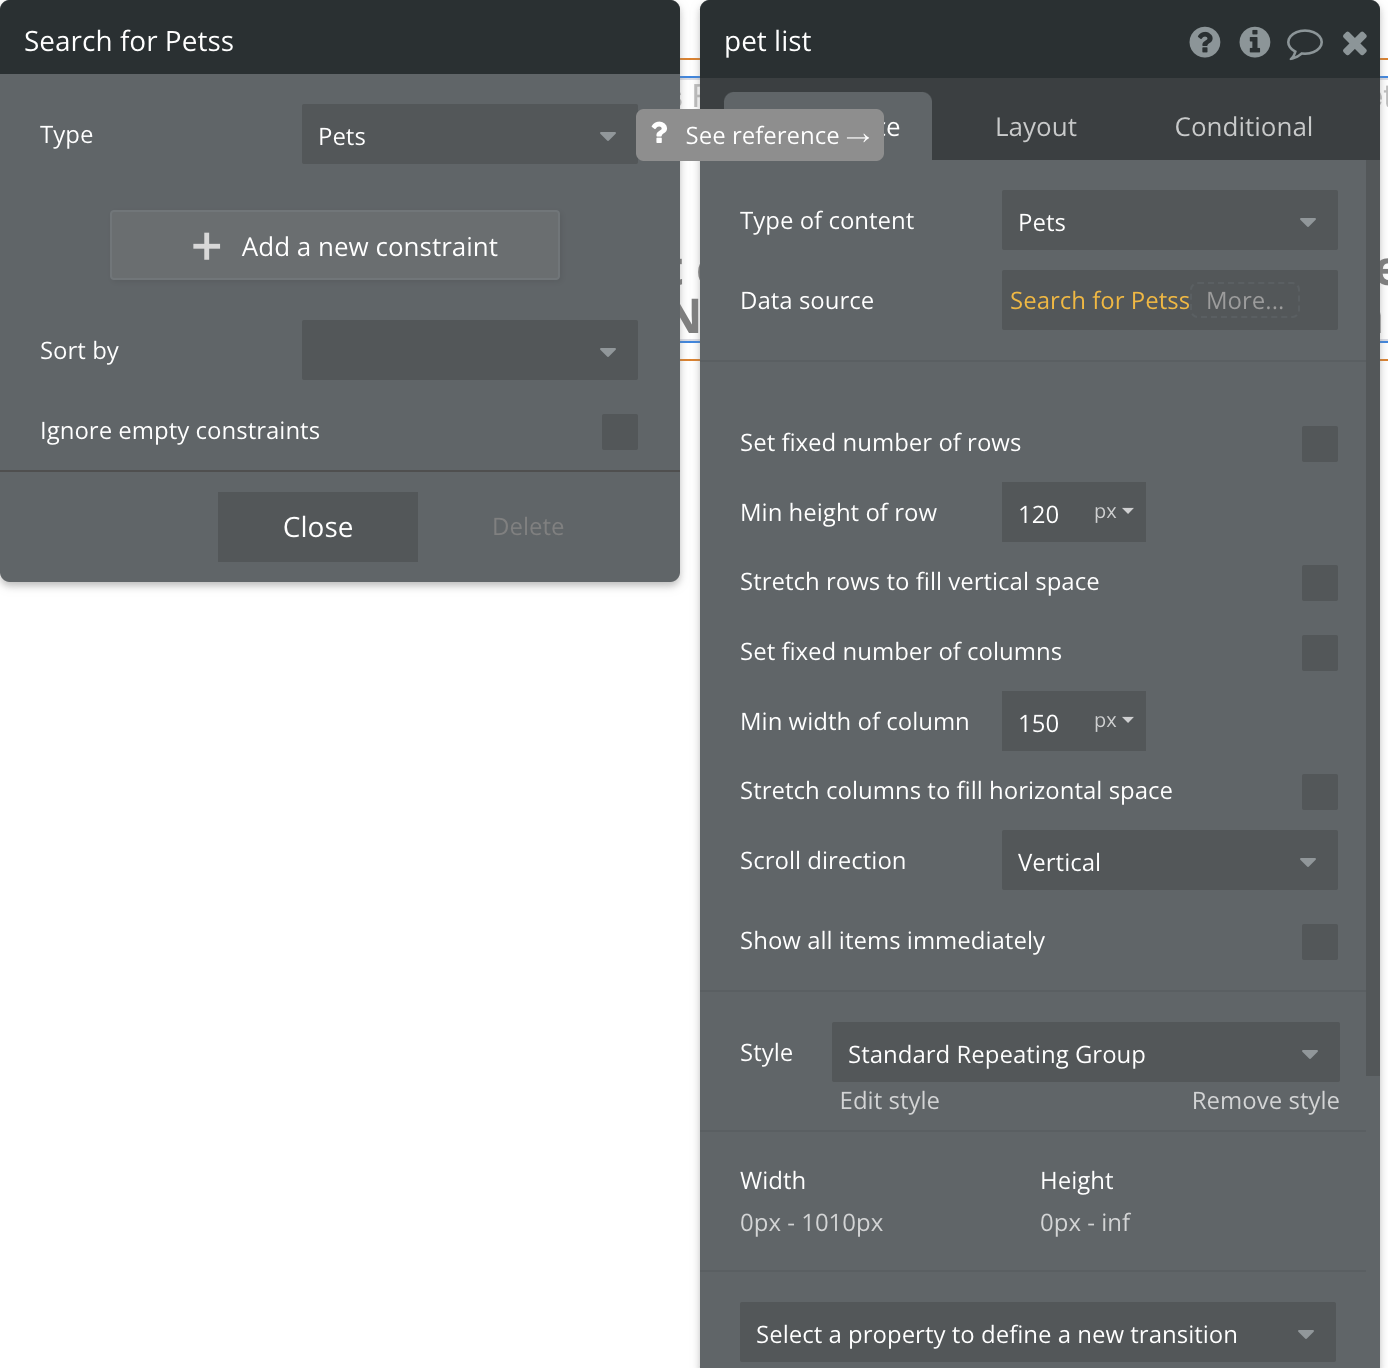 Search for Petss
Type
Pets
Add a new constraint
Sort by
Ignore empty constraints
Close
Delete
? See reference →
pet list
Layout
Conditional
Type of content
Pets
Data source
Search for Petss More...
Set fixed number of rows
Min height of row
120 px
Stretch rows to fill vertical space
Set fixed number of columns
Min width of column
150 px
Stretch columns to fill horizontal space
Scroll direction
Vertical
Show all items immediately
Style
Standard Repeating Group
Edit style
Remove style
Width
Height
0px - 1010px
0px - inf
Select a property to define a new transition